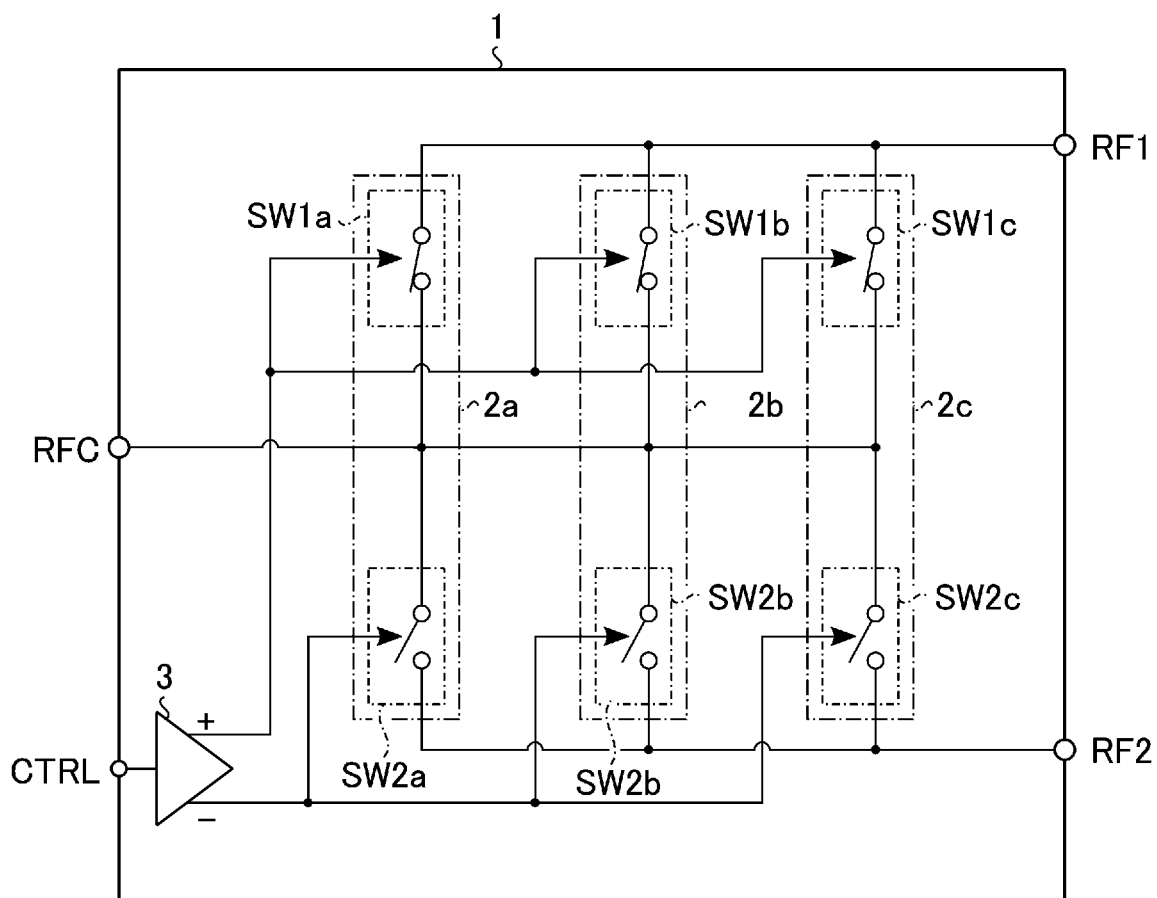 1
RF1
SW1a
SW1b
SW1c
2a
2b
2c
RFC
SW2b
SW2c
3
+
SW2a
SW2b
RF2
CTRL
−